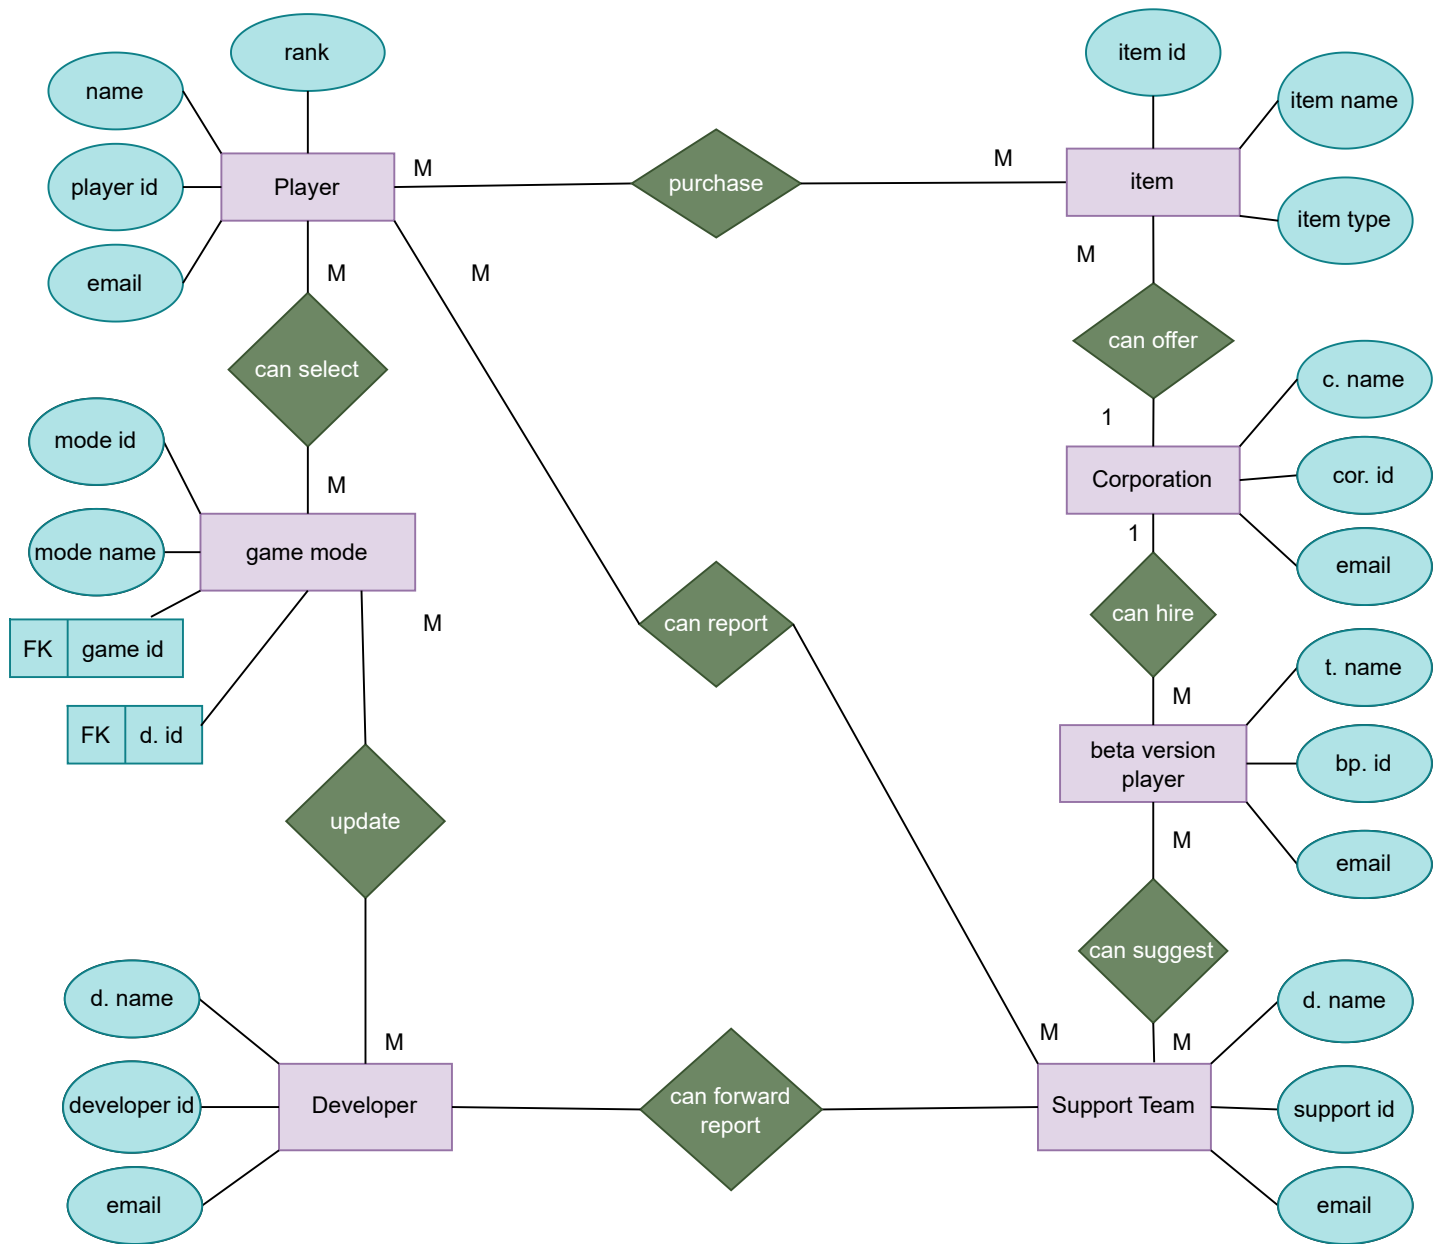 rank
item id
name
item name
M
M
player id
Player
purchase
item
item type
email
M
M
M
can select
can offer
c. name
1
mode id
M
Corporation
cor. id
1
mode name
game mode
email
FK
game id
M
can report
can hire
t. name
M
FK
d. id
beta version
player
bp. id
update
M
email
can suggest
d. name
M
M
M
d. name
developer id
Developer
can forward
report
Support Team
support id
email
email